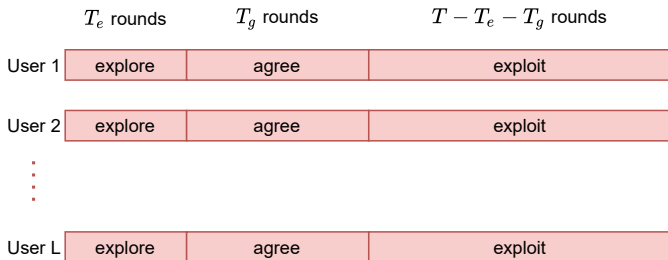 T_e rounds T_g rounds T − T_e − T_g rounds
User 1 explore agree exploit
User 2 explore agree exploit
User L explore agree exploit